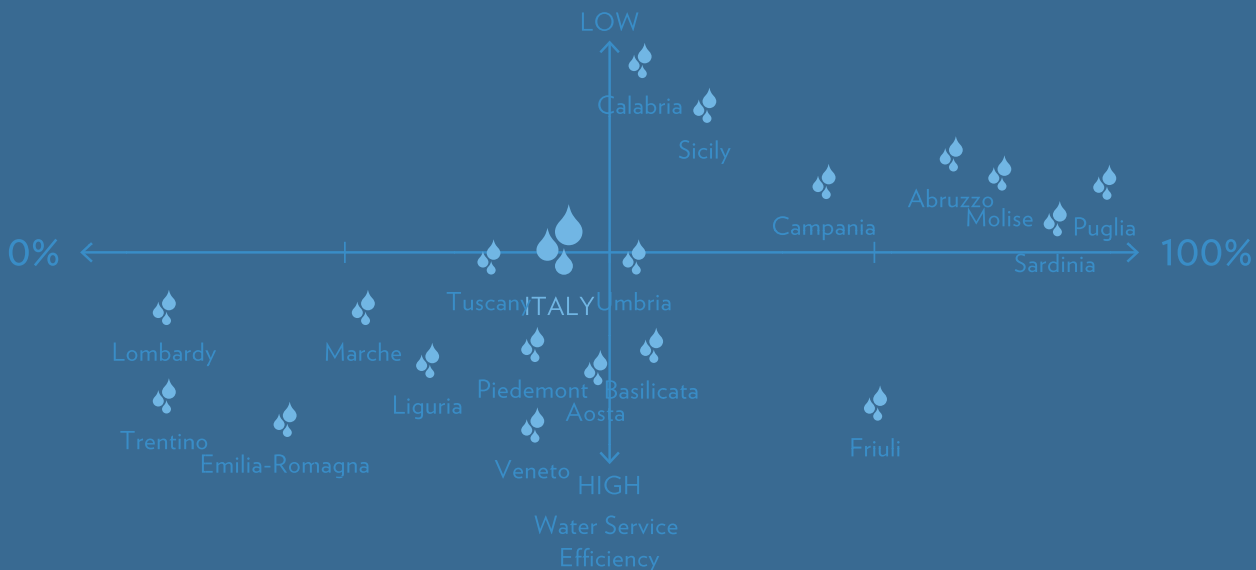 LOW
Calabria
Sicily
Abruzzo
Molise
Campania
Puglia
0%
100%
Sardinia
Tuscany
ITALY
Umbria
Lombardy
Marche
Piedemont
Basilicata
Liguria
Aosta
Trentino
Friuli
Emilia-Romagna
Veneto
HIGH
Water Service
Efficiency